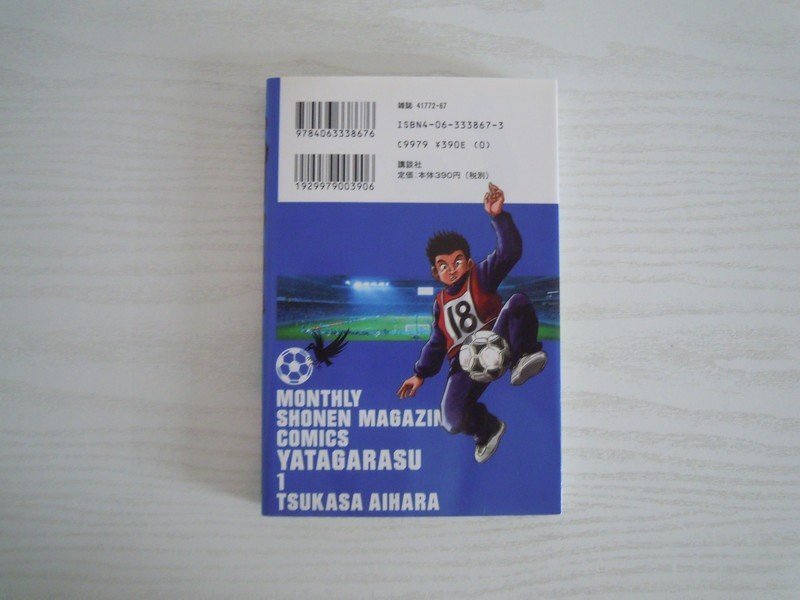 雑誌 41772-67
9784063338676
ISBN4-06-333867-3
C9979 ¥390E (0)
1929979003906
講談社
定価：本体390円（税別）
18
MONTHLY
SHONEN MAGAZIN
COMICS
YATAGARASU
1
TSUKASA AIHARA